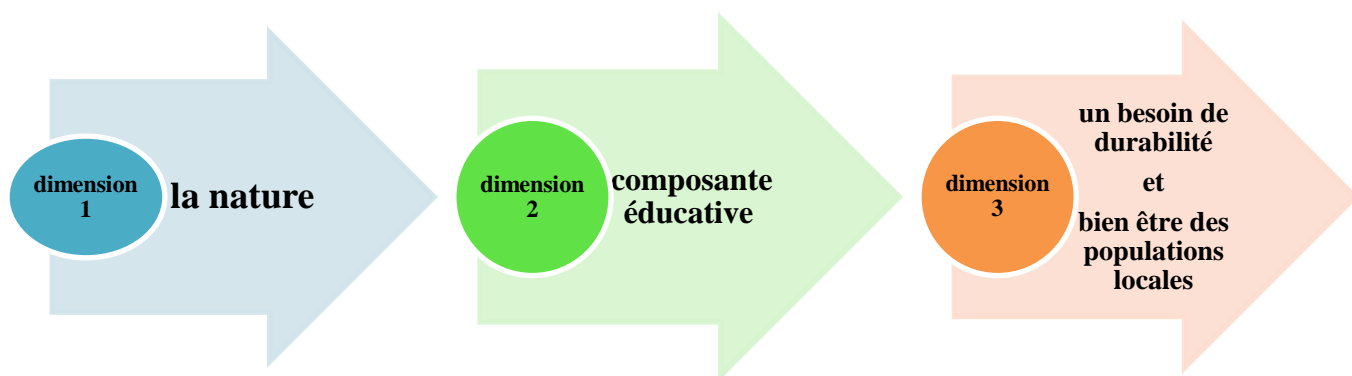 dimension
1
la nature
dimension
2
composante
éducative
dimension
3
un besoin de
durabilité
et
bien être des
populations
locales